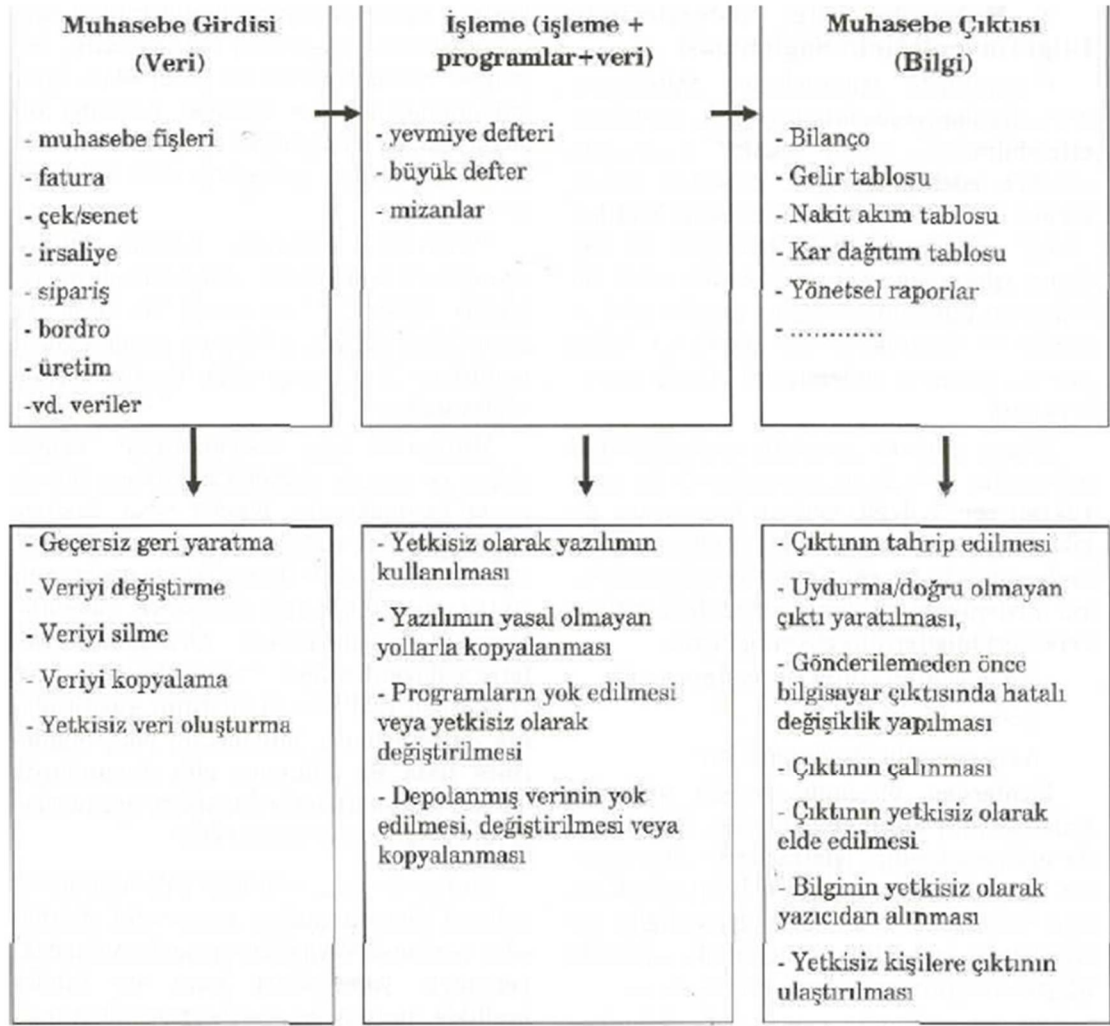 Muhasebe Girdisi
(Veri)
- muhasebe fişleri
- fatura
- çek/senet
- irsaliye
- sipariş
- bordro
- üretim
-vd. veriler
İşleme (işleme +
programlar+veri)
- yevmiye defteri
- büyük defter
- mizanlar
Muhasebe Çıktısı
(Bilgi)
- Bilanço
- Gelir tablosu
- Nakit akım tablosu
- Kar dağıtım tablosu
- Yönetsel raporlar
- ............
- Geçersiz geri yaratma
- Veriyi değiştirme
- Veriyi silme
- Veriyi kopyalama
- Yetkisiz veri oluşturma
- Yetkisiz olarak yazılımın
kullanılması
- Yazılımın yasal olmayan
yollarla kopyalanması
- Programların yok edilmesi
veya yetkisiz olarak
değiştirilmesi
- Depolanmış verinin yok
edilmesi, değiştirilmesi veya
kopyalanması
- Çıktının tahrip edilmesi
- Uydurma/doğru olmayan
çıktı yaratılması,
- Gönderilemeden önce
bilgisayar çıktısında hatalı
değişiklik yapılması
- Çıktının çalınması
- Çıktının yetkisiz olarak
elde edilmesi
- Bilginin yetkisiz olarak
yazıcıdan alınması
- Yetkisiz kişilere çıktının
ulaştırılması